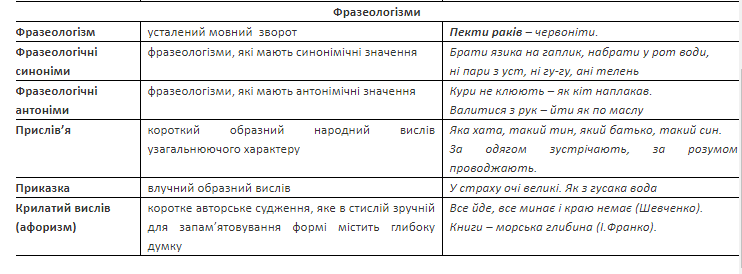 Фразеологізми
Фразеологізм усталений мовний зворот Пекти раків – червоніти.
Фразеологічні фразеологізми, які мають синонімічні значення Брати язика на гаплик, набрати у рот води,
синоніми ні пари з уст, ні гу-гу, ані телень
Фразеологічні фразеологізми, які мають антонімічні значення Кури не клюють – як кіт наплакав.
антоніми Валитися з рук – йти як по маслу
Прислів’я короткий образний народний вислів Яка хата, такий тин, який батько, такий син.
узагальнюючого характеру За одягом зустрічають, за розумом
проводжають.
Приказка влучний образний вислів У страху очі великі. Як з гусака вода
Крилатий вислів коротке авторське судження, яке в стислій зручній Все йде, все минає і краю немає (Шевченко).
(афоризм) для запам’ятовування формі містить глибоку Книги – морська глибина (І.Франко).
думку